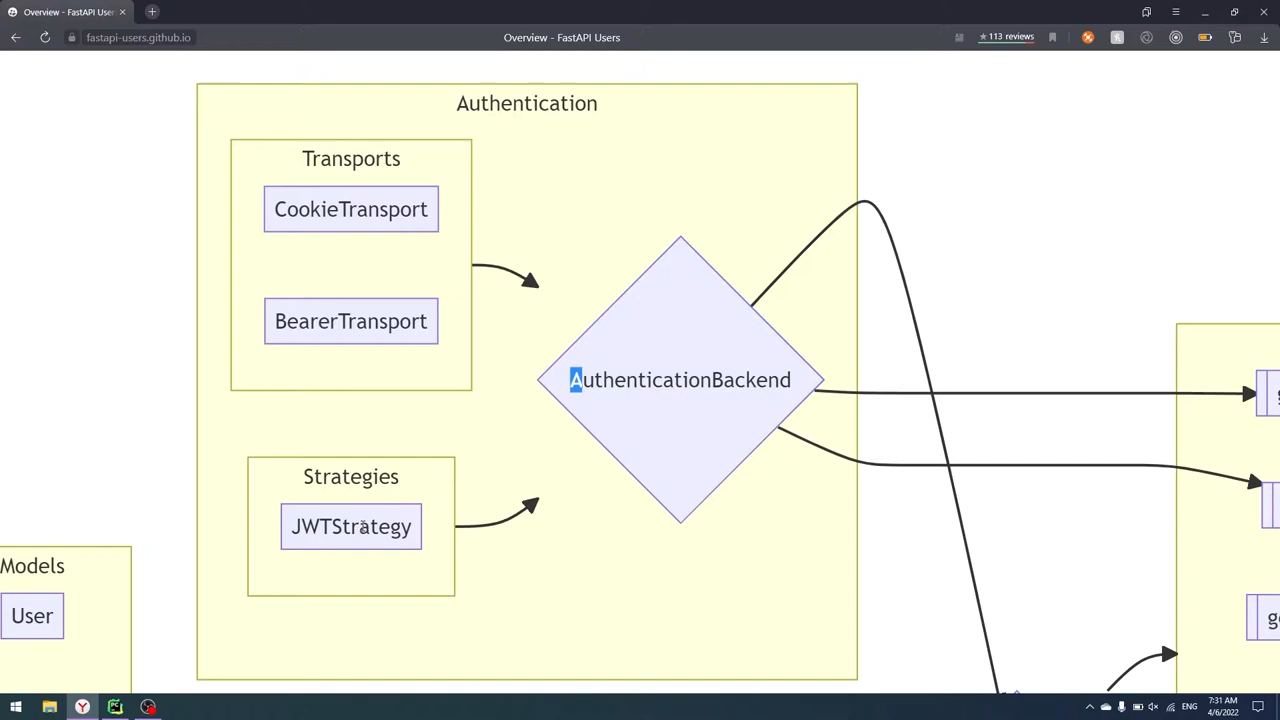 Overview - FastAPI Users
fastapi-users.github.io
Overview - FastAPI Users
★ 113 reviews
Authentication
Transports
CookieTransport
BearerTransport
AuthenticationBackend
Strategies
JWTStrategy
Models
User
7:31 AM
ENG
4/6/2022